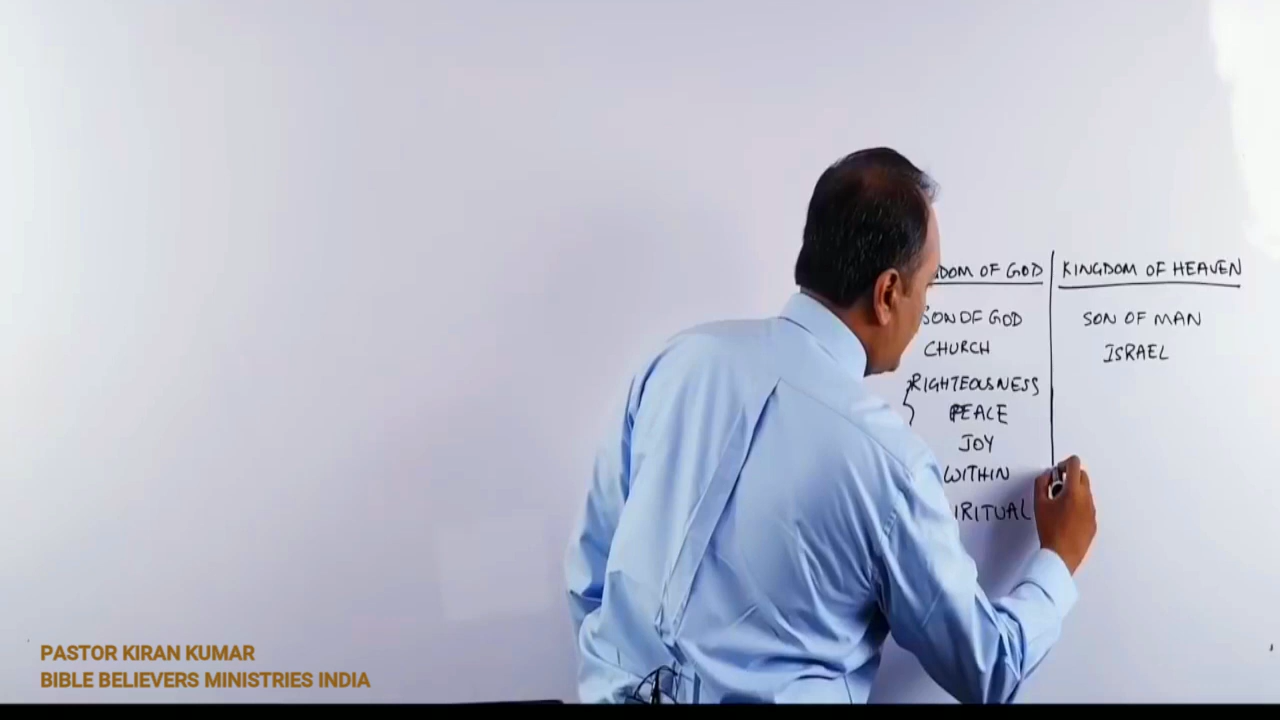 DOM OF GOD
KINGDOM OF HEAVEN
SON OF GOD
SON OF MAN
CHURCH
ISRAEL
RIGHTEOUSNESS
PEACE
JOY
WITHIN
IRITUAL
PASTOR KIRAN KUMAR
BIBLE BELIEVERS MINISTRIES INDIA